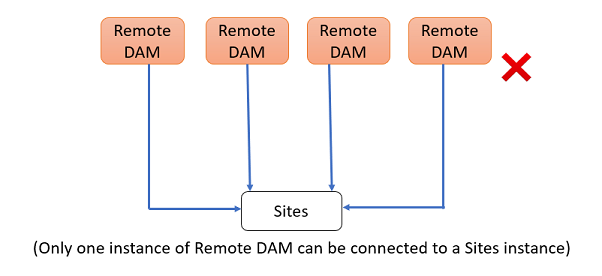 Remote DAM
Remote DAM
Remote DAM
Remote DAM
Sites
(Only one instance of Remote DAM can be connected to a Sites instance)